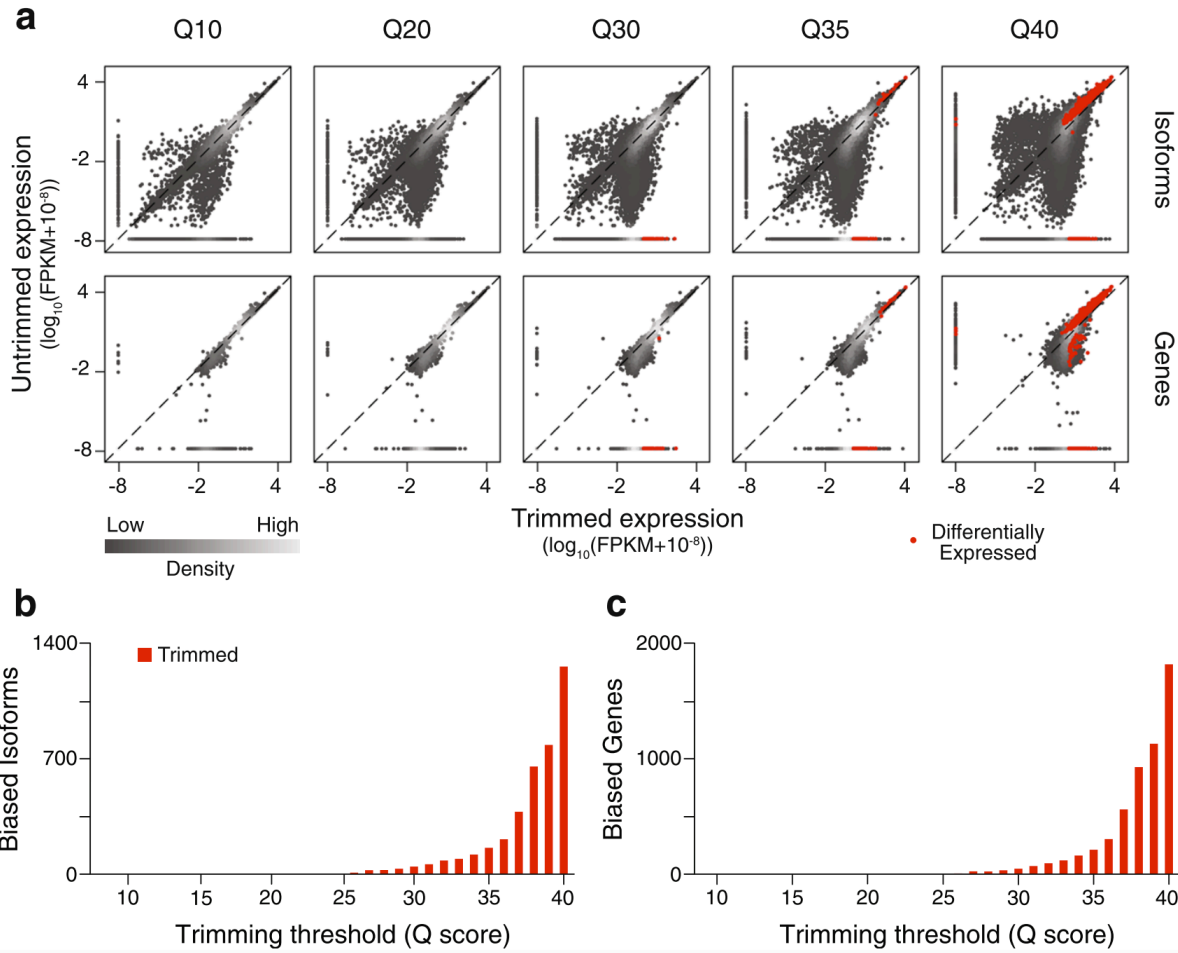 a
Q10 Q20 Q30 Q35 Q40
Untrimmed expression
(log10(FPKM+10-8))
4
-2
-8
Isoforms
4
-2
-8
Genes
-8 -2 4 -8 -2 4 -8 -2 4 -8 -2 4 -8 -2 4
Low High
Density
Trimmed expression
(log10(FPKM+10-8))
Differentially
Expressed
b
Biased Isoforms
1400
700
0
Trimmed
10 15 20 25 30 35 40
Trimming threshold (Q score)
c
Biased Genes
2000
1000
0
10 15 20 25 30 35 40
Trimming threshold (Q score)